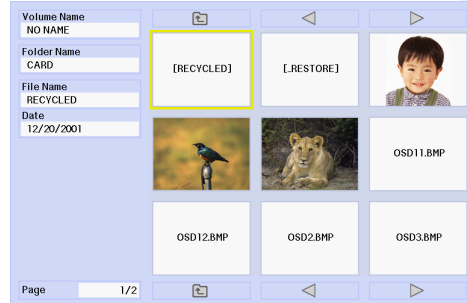 Volume Name
NO NAME
Folder Name
CARD
File Name
RECYCLED
Date
12/20/2001
[RECYCLED]
[_RESTORE]
OSD11.BMP
OSD12.BMP
OSD2.BMP
OSD3.BMP
Page
1/2